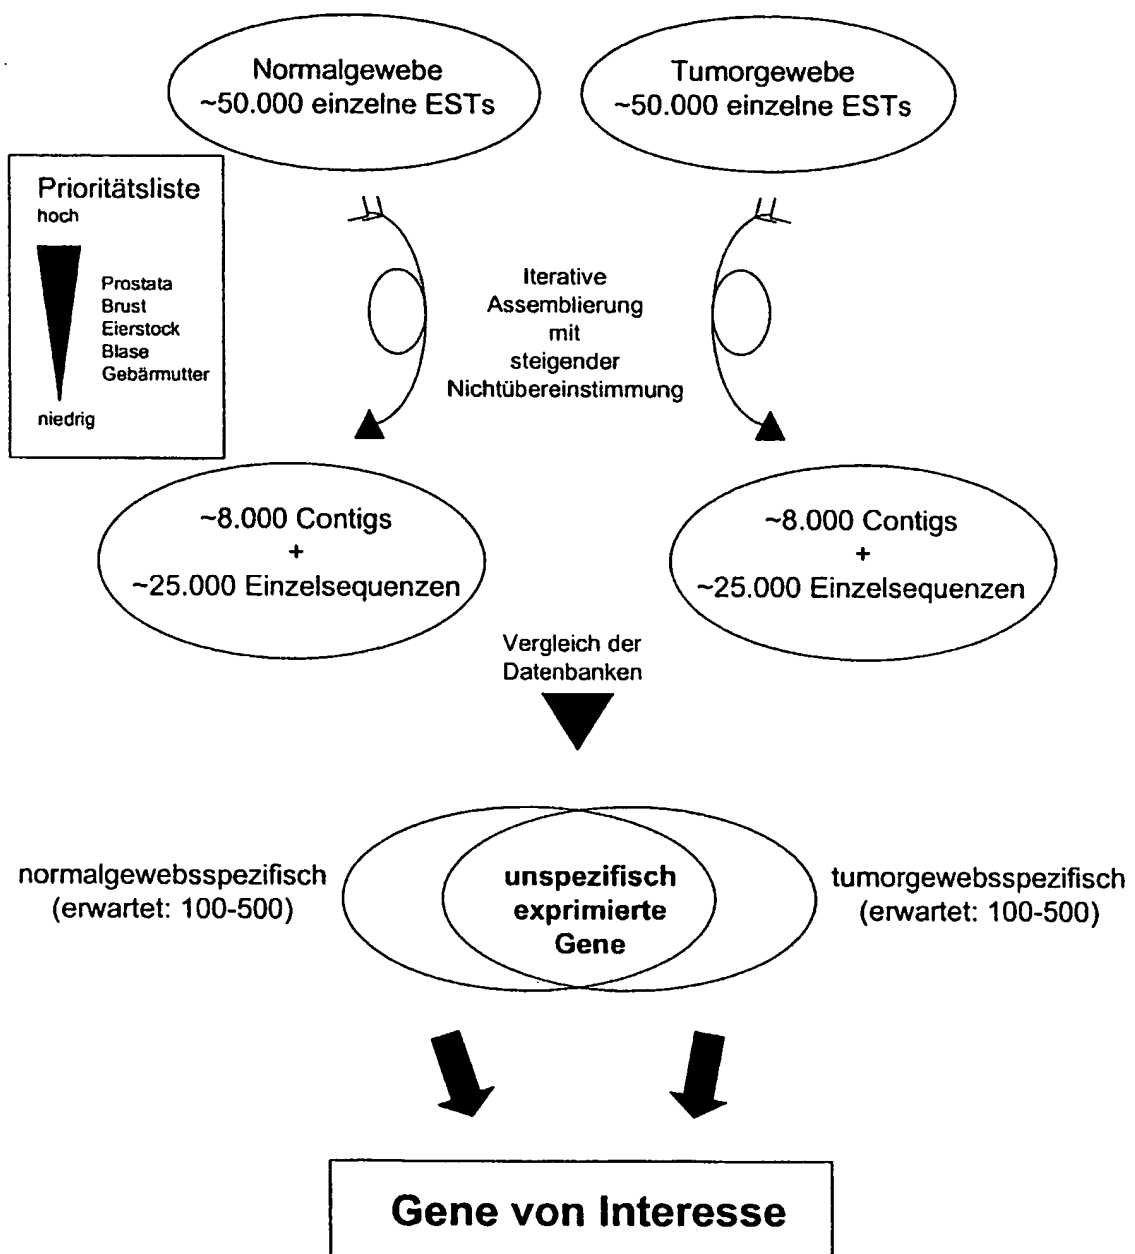 Normalgewebe
~50.000 einzelne ESTs
Tumorgewebe
~50.000 einzelne ESTs
Prioritätsliste
hoch
Prostata
Brust
Eierstock
Blase
Gebärmutter
niedrig
Iterative
Assemblierung
mit
steigender
Nichtübereinstimmung
~8.000 Contigs
+
~25.000 Einzelsequenzen
~8.000 Contigs
+
~25.000 Einzelsequenzen
Vergleich der
Datenbanken
normalgewebsspezifisch
(erwartet: 100-500)
unspezifisch
exprimierte
Gene
tumorgewebsspezifisch
(erwartet: 100-500)
Gene von Interesse